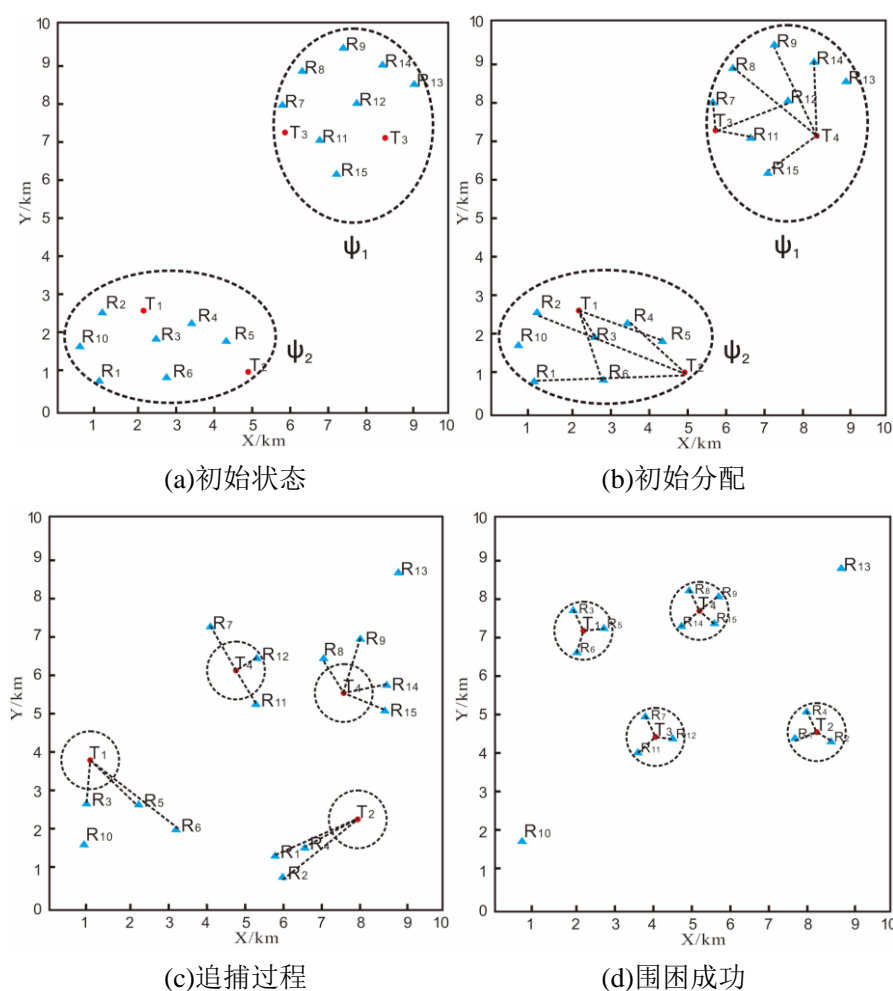 10
9
8
7
6
5
4
3
2
1
0
Y/km
R9
R8
R14
R13
R7
R12
T3
R11
T3
R15
ψ1
R2
T1
R4
R3
R5
R10
ψ2
T2
R1
R6
1 2 3 4 5 6 7 8 9 10
X/km
(a)初始状态
10
9
8
7
6
5
4
3
2
1
0
Y/km
R9
R8
R14
R13
R7
R12
T3
R11
T4
R15
ψ1
R2
T1
R4
R3
R5
R10
ψ2
T2
R1
R6
1 2 3 4 5 6 7 8 9 10
X/km
(b)初始分配
10
9
8
7
6
5
4
3
2
1
0
Y/km
R13
R7
R9
R12
R8
T4
T4
R14
R11
R15
T1
R3
R5
R6
T2
R10
R1
R4
R2
1 2 3 4 5 6 7 8 9 10
X/km
(c)追捕过程
10
9
8
7
6
5
4
3
2
1
0
Y/km
R13
R8
R9
T4
R3
R14
R15
T1
R5
R6
R7
R4
T3
T2
R12
R2
R11
R10
1 2 3 4 5 6 7 8 9 10
X/km
(d)围困成功